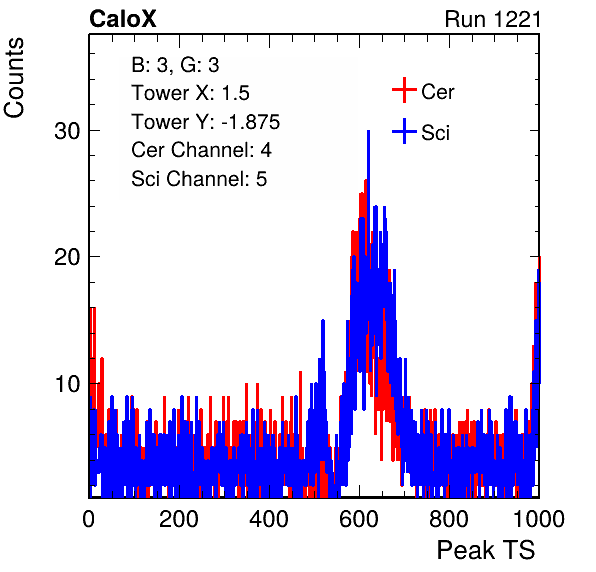 CaloX Run 1221
Counts
B: 3, G: 3
Tower X: 1.5
Tower Y: -1.875
Cer Channel: 4
Sci Channel: 5
Cer
Sci
30
20
10
0 200 400 600 800 1000
Peak TS